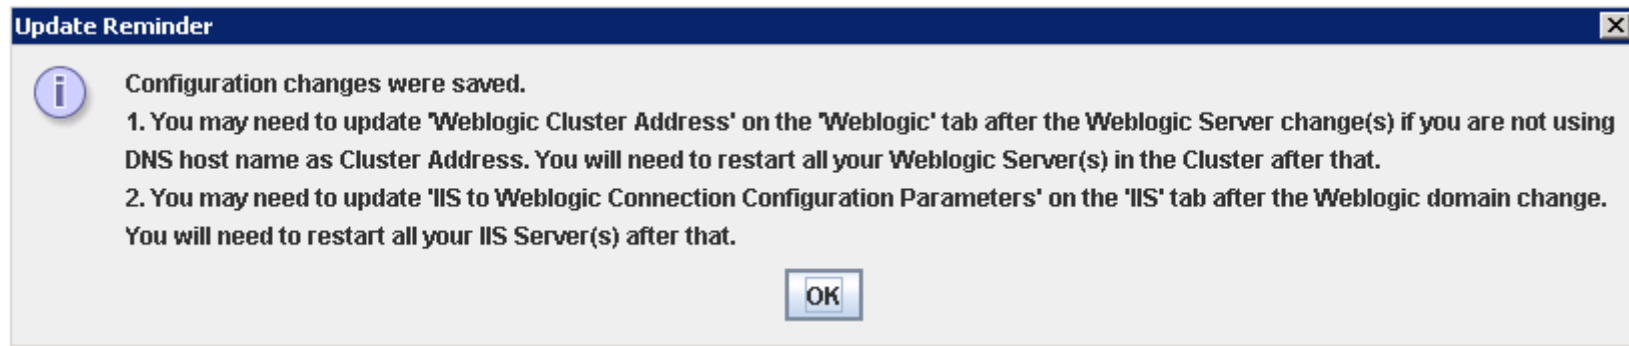 Update Reminder
Configuration changes were saved.
1. You may need to update 'Weblogic Cluster Address' on the 'Weblogic' tab after the Weblogic Server change(s) if you are not using
DNS host name as Cluster Address. You will need to restart all your Weblogic Server(s) in the Cluster after that.
2. You may need to update 'IIS to Weblogic Connection Configuration Parameters' on the 'IIS' tab after the Weblogic domain change.
You will need to restart all your IIS Server(s) after that.
OK